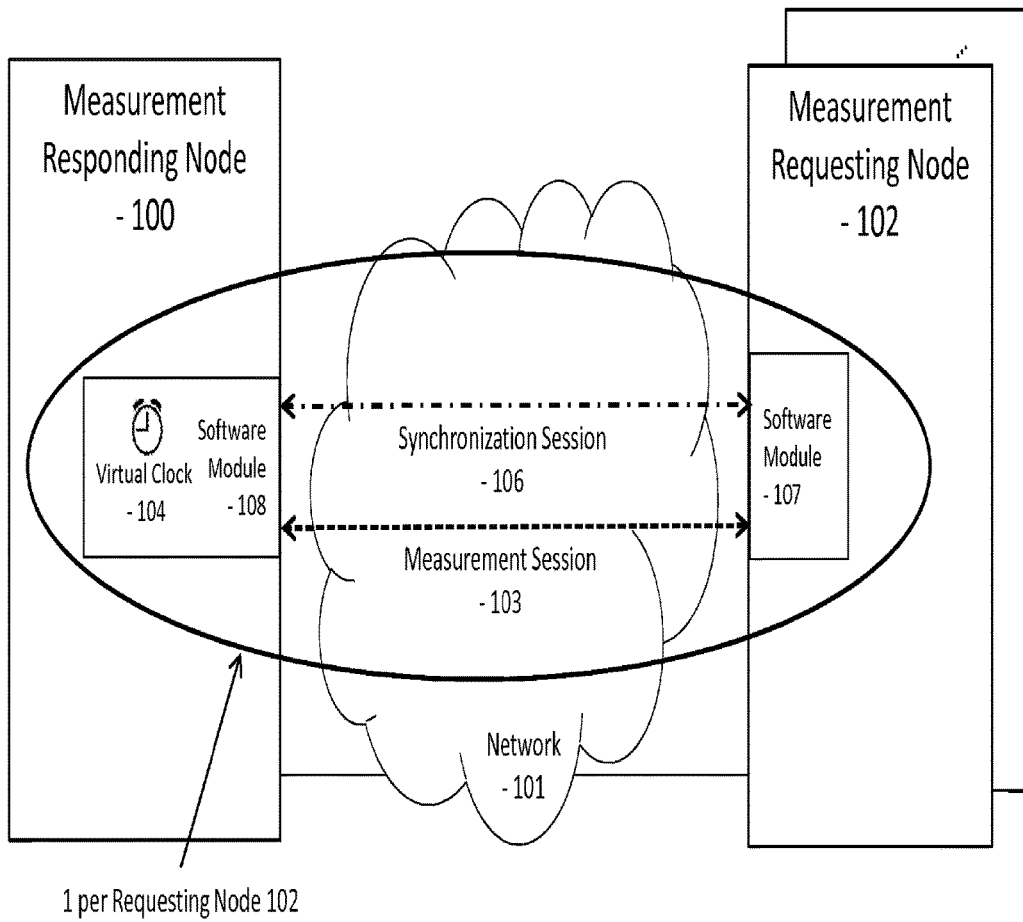 Measurement
Responding Node
- 100
Measurement
Requesting Node
- 102
Virtual Clock
- 104
Software
Module
- 108
Synchronization Session
- 106
Software
Module
- 107
Measurement Session
- 103
Network
- 101
1 per Requesting Node 102